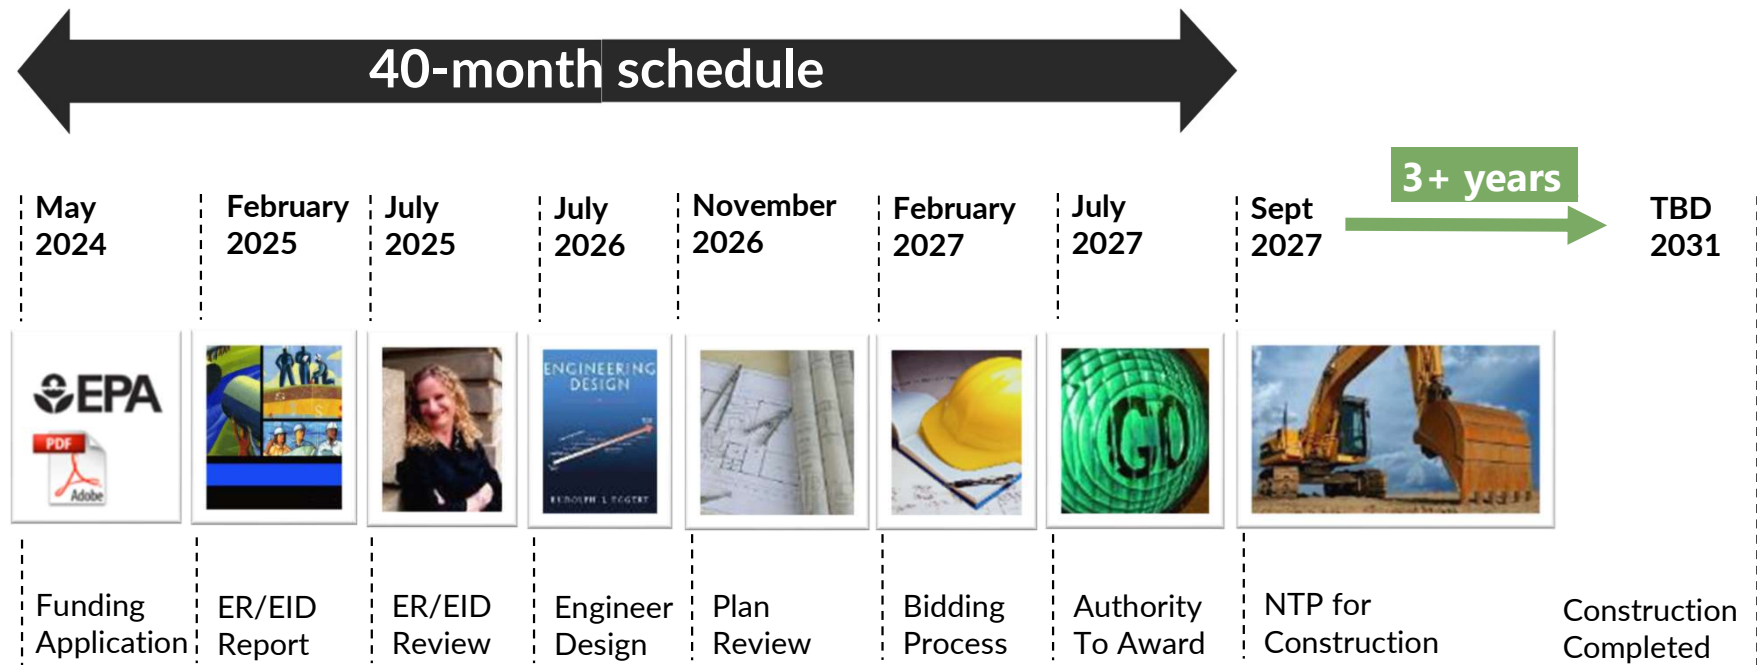 40-month schedule
3+ years
May
2024
February
2025
July
2025
July
2026
November
2026
February
2027
July
2027
Sept
2027
TBD
2031
EPA
PDF
Adobe
ENGINEERING
DESIGN
RUDOLPH J. EGGERT
GO
Funding
Application
ER/EID
Report
ER/EID
Review
Engineer
Design
Plan
Review
Bidding
Process
Authority
To Award
NTP for
Construction
Construction
Completed